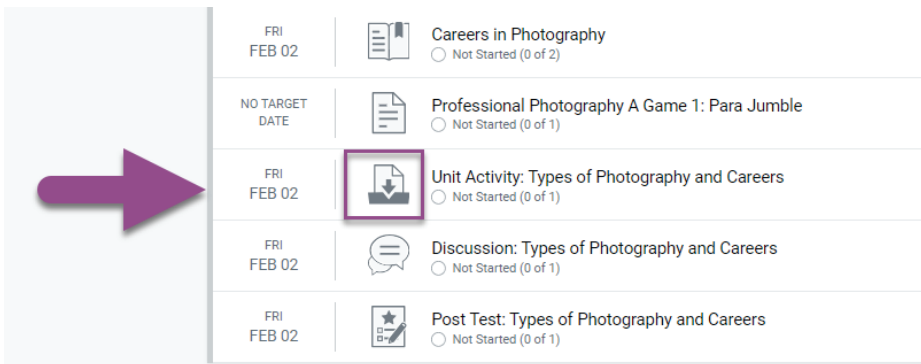 FRI
FEB 02
Careers in Photography
Not Started (0 of 2)
NO TARGET
DATE
Professional Photography A Game 1: Para Jumble
Not Started (0 of 1)
FRI
FEB 02
Unit Activity: Types of Photography and Careers
Not Started (0 of 1)
FRI
FEB 02
Discussion: Types of Photography and Careers
Not Started (0 of 1)
FRI
FEB 02
Post Test: Types of Photography and Careers
Not Started (0 of 1)